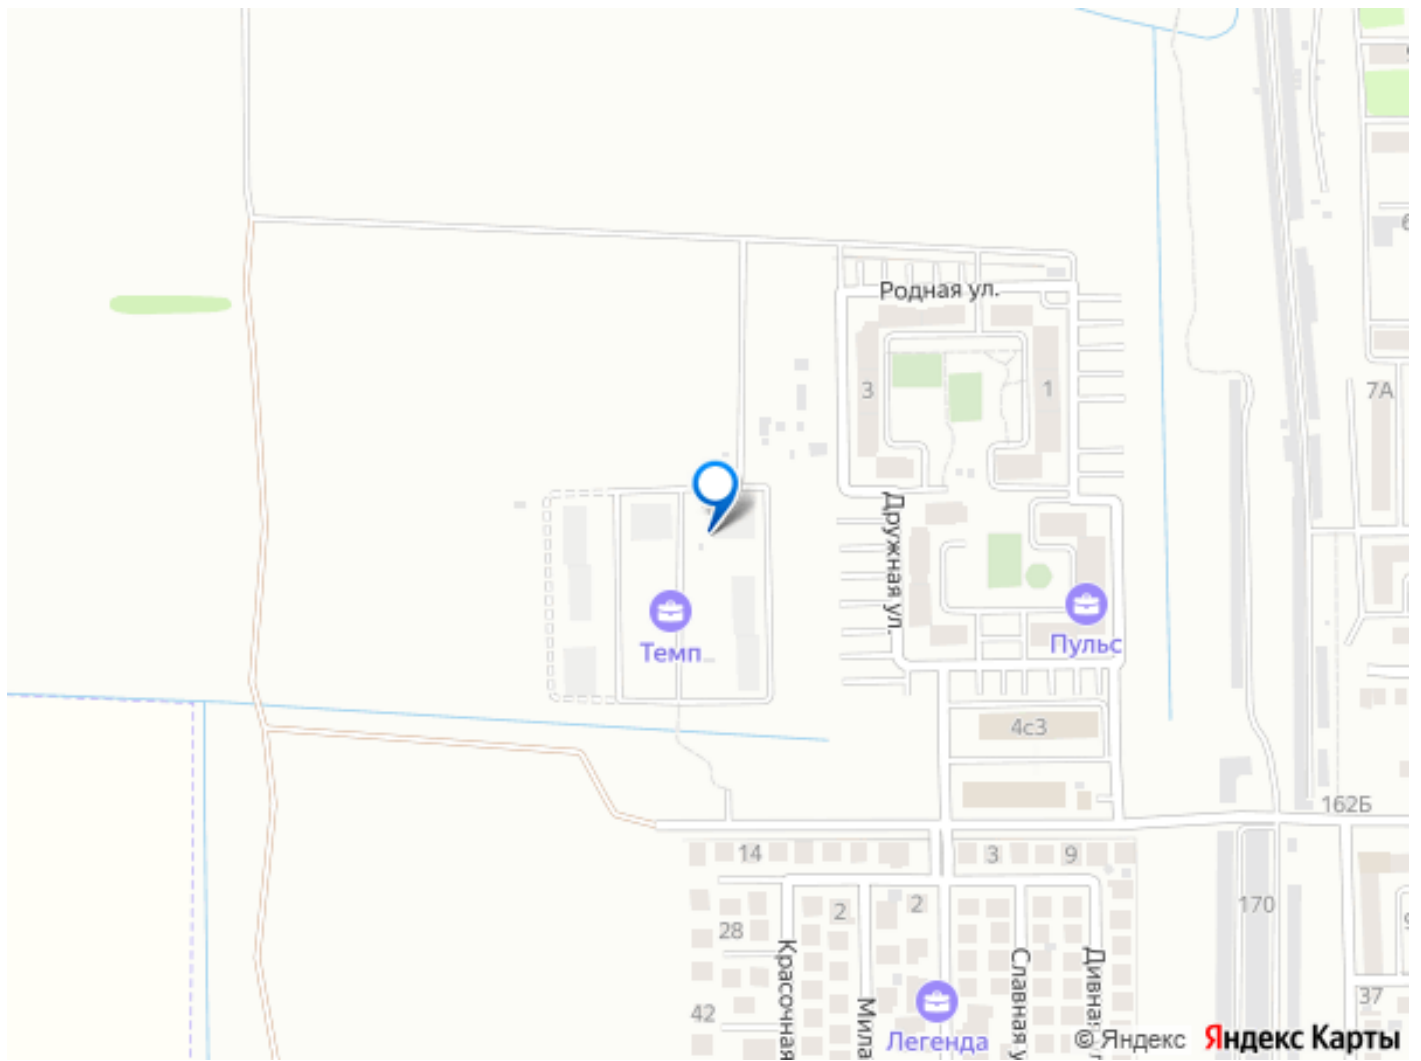 Родная ул.
3
1
7А
Дружная ул.
Темп
Пульс
4с3
162Б
14
3
9
2
2
28
170
42
37
Красочная
Мила
Славная у
Дивна
Легенда
© Яндекс
Яндекс Карты